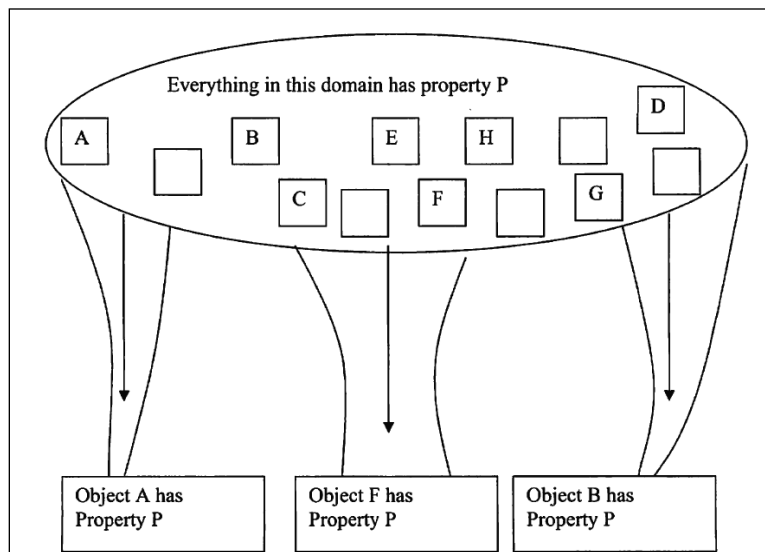 Everything in this domain has property P
D
A
B
E
H
C
F
G
Object A has
Property P
Object F has
Property P
Object B has
Property P